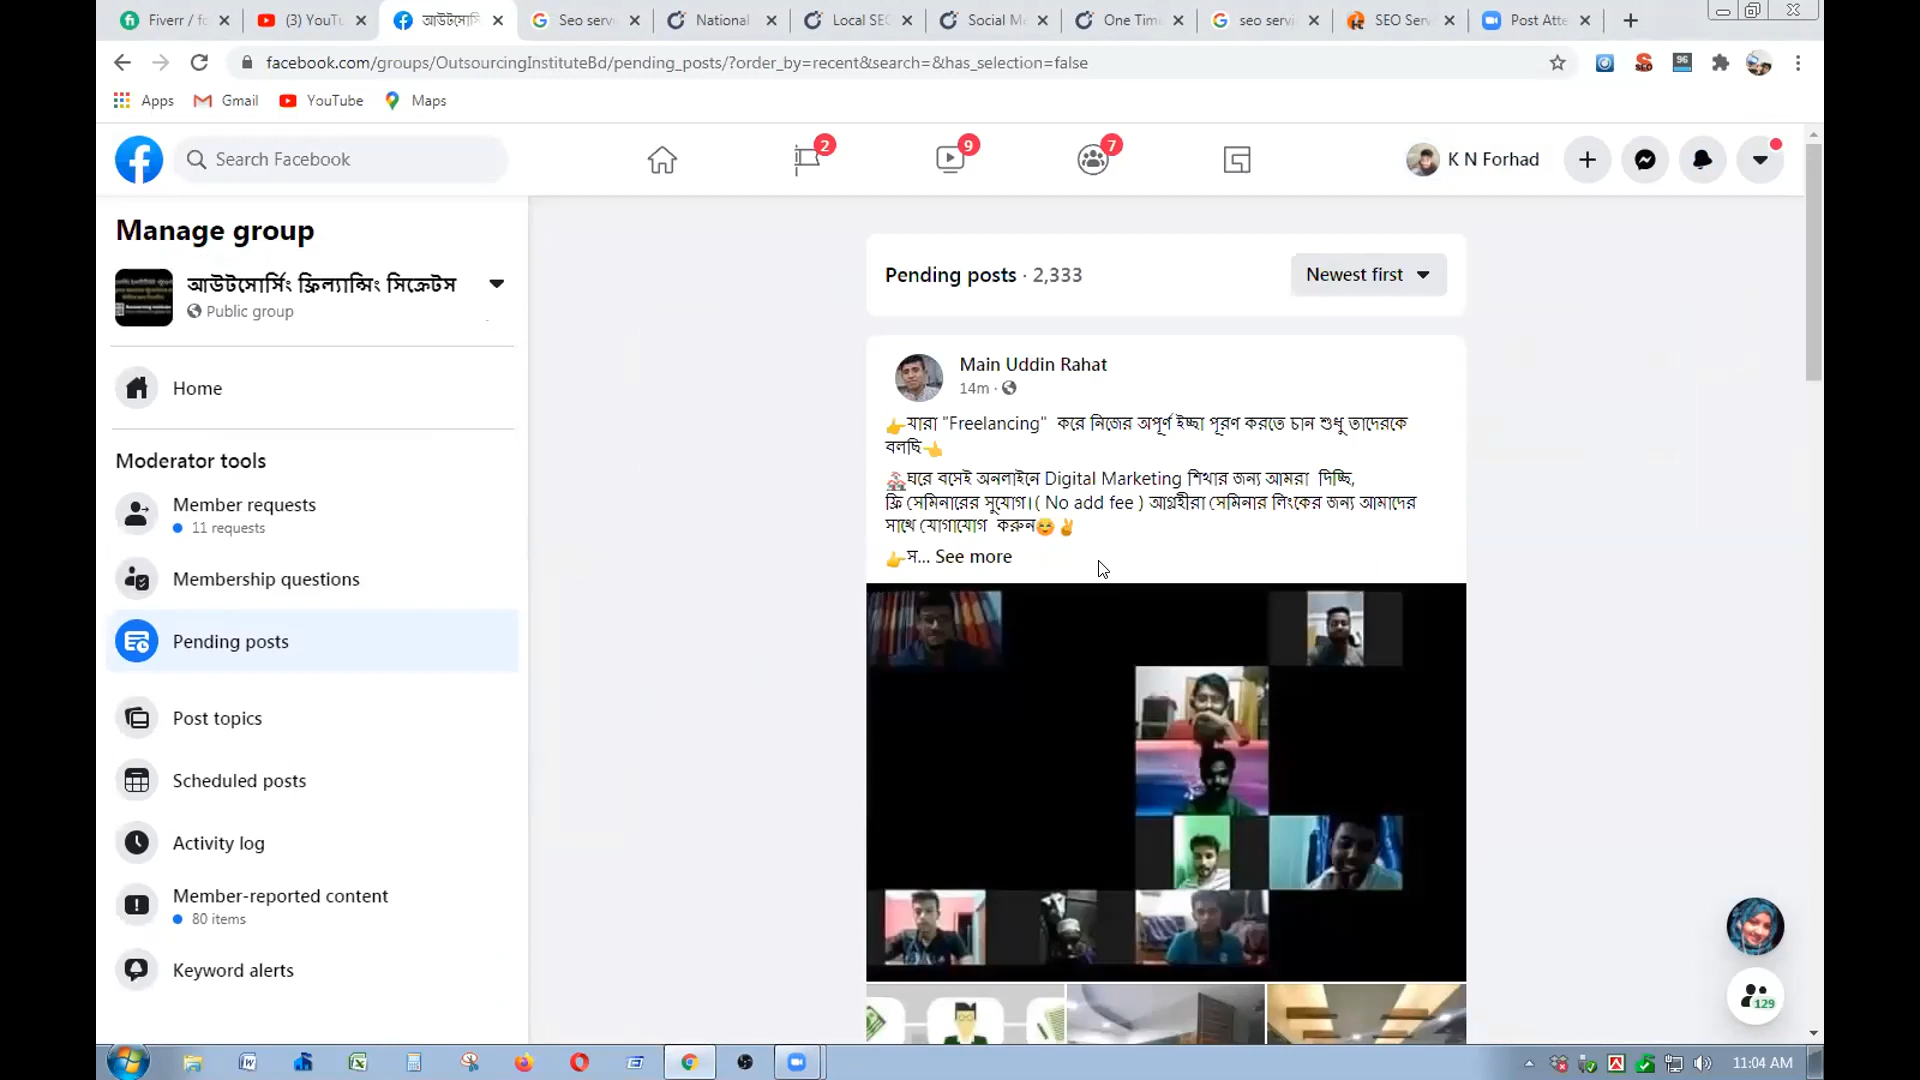 Fiverr / fo
(3) YouTu
আউটসোর্সি
Seo servi
National
Local SEO
Social M
One Tim
seo servi
SEO Serv
Post Atte
facebook.com/groups/OutsourcingInstituteBd/pending_posts/?order_by=recent&search=&has_selection=false
96
Apps
Gmail
YouTube
Maps
Search Facebook
2
9
7
K N Forhad
Manage group
আউটসোর্সিং ফ্রিল্যান্সিং সিক্রেটস
Public group
Home
Moderator tools
Member requests
11 requests
Membership questions
Pending posts
Post topics
Scheduled posts
Activity log
Member-reported content
80 items
Keyword alerts
Pending posts · 2,333
Newest first
Main Uddin Rahat
14m ·
👉যারা "Freelancing" করে নিজের অপূর্ণ ইচ্ছা পূরণ করতে চান শুধু তাদেরকে
বলছি👈
🏘ঘরে বসেই অনলাইনে Digital Marketing শিখার জন্য আমরা দিচ্ছি,
ফ্রি সেমিনারের সুযোগ।( No add fee ) আগ্রহীরা সেমিনার লিংকের জন্য আমাদের
সাথে যোগাযোগ করুন☺✌
👉স... See more
129
11:04 AM